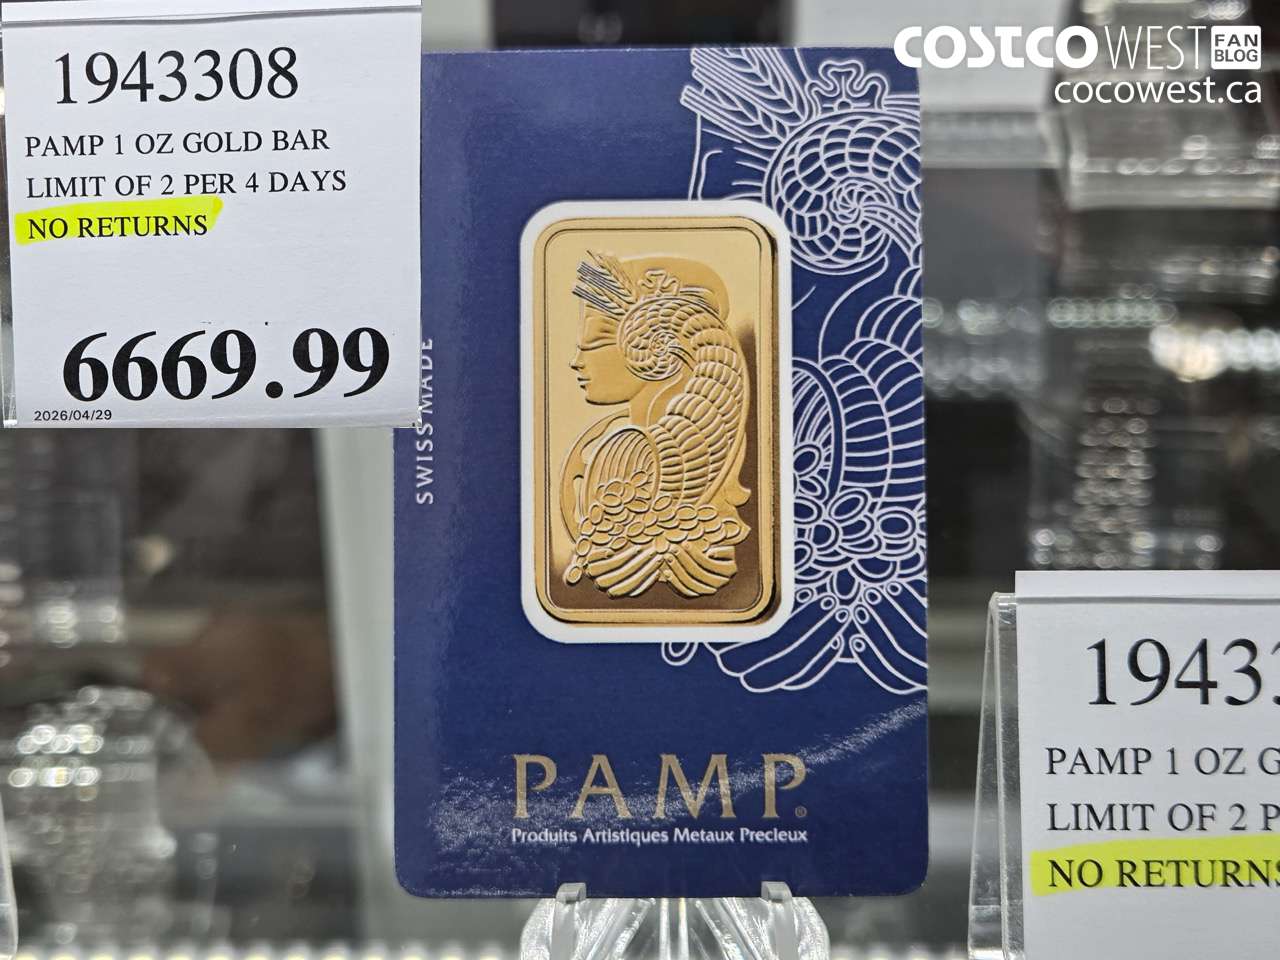 1943308
PAMP 1 OZ GOLD BAR
LIMIT OF 2 PER 4 DAYS
NO RETURNS
6669.99
2026/04/29
COSTCO WEST FAN BLOG
cocowest.ca
SWISS MADE
PAMP®
Produits Artistiques Metaux Precieux
1943
PAMP 1 OZ G
LIMIT OF 2 P
NO RETURNS